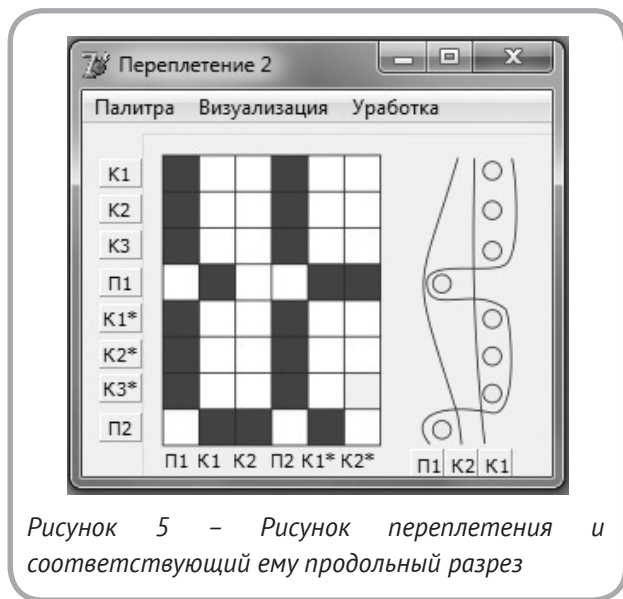 Переплетение 2
Палитра Визуализация Уработка
К1
К2
К3
П1
К1*
К2*
К3*
П2
П1 К1 К2 П2 К1* К2*
П1 К2 К1
Рисунок 5 – Рисунок переплетения и
соответствующий ему продольный разрез